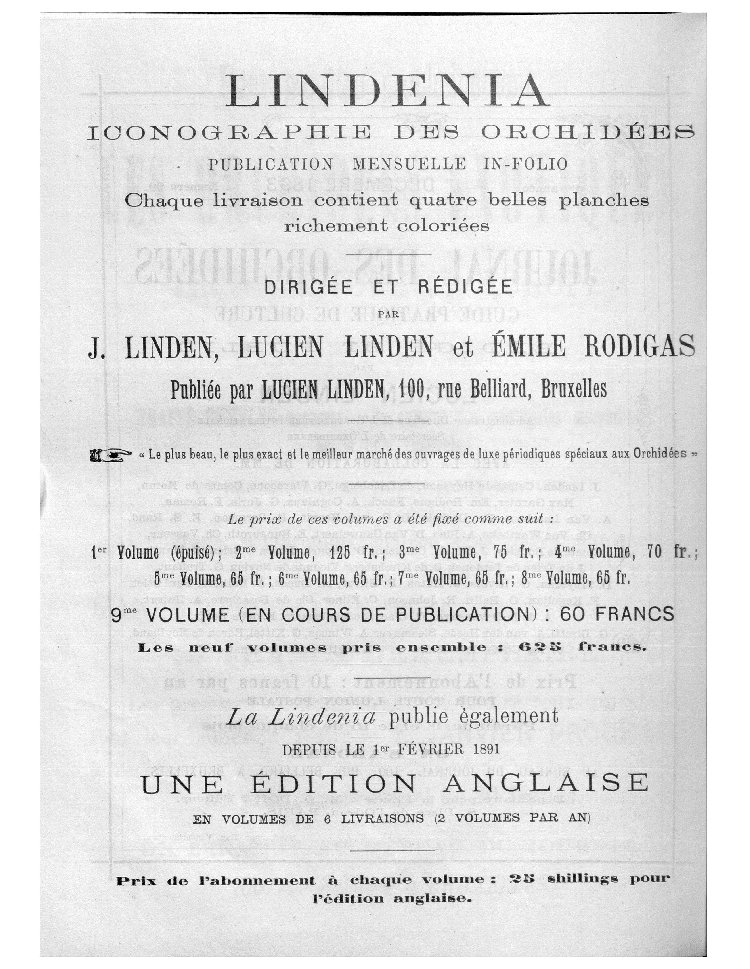 LINDENIA
ICONOGRAPHIE DES ORCHIDÉES
PUBLICATION MENSUELLE IN-FOLIO
Chaque livraison contient quatre belles planches
richement coloriées
DIRIGÉE ET RÉDIGÉE
PAR
J. LINDEN, LUCIEN LINDEN et ÉMILE RODIGAS
Publiée par LUCIEN LINDEN, 100, rue Belliard, Bruxelles
« Le plus beau, le plus exact et le meilleur marché des ouvrages de luxe périodiques spéciaux aux Orchidées »
Le prix de ces volumes a été fixé comme suit :
1er Volume (épuisé); 2me Volume, 125 fr.; 3me Volume, 75 fr.; 4me Volume, 70 fr.;
5me Volume, 65 fr.; 6me Volume, 65 fr.; 7me Volume, 65 fr.; 8me Volume, 65 fr.
9me VOLUME (EN COURS DE PUBLICATION) : 60 FRANCS
Les neuf volumes pris ensemble : 625 francs.
La Lindenia publie également
DEPUIS LE 1er FÉVRIER 1891
UNE ÉDITION ANGLAISE
EN VOLUMES DE 6 LIVRAISONS (2 VOLUMES PAR AN)
Prix de l'abonnement à chaque volume : 25 shillings pour
l'édition anglaise.